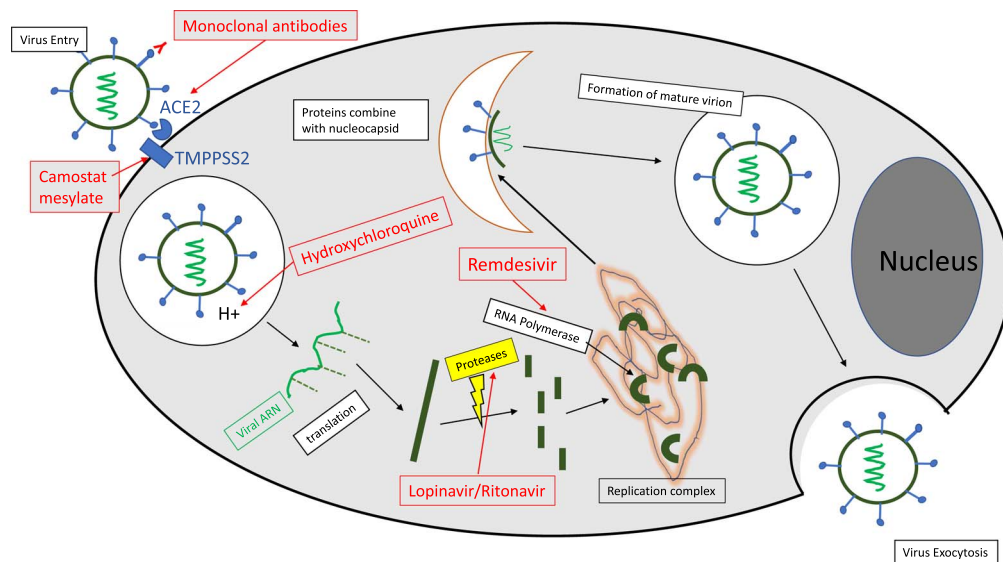 Virus Entry
Monoclonal antibodies
ACE2
TMPPSS2
Camostat
mesylate
Hydroxychloroquine
H+
Viral ARN
translation
Proteases
Lopinavir/Ritonavir
Remdesivir
RNA Polymerase
Replication complex
Proteins combine
with nucleocapsid
Formation of mature virion
Nucleus
Virus Exocytosis